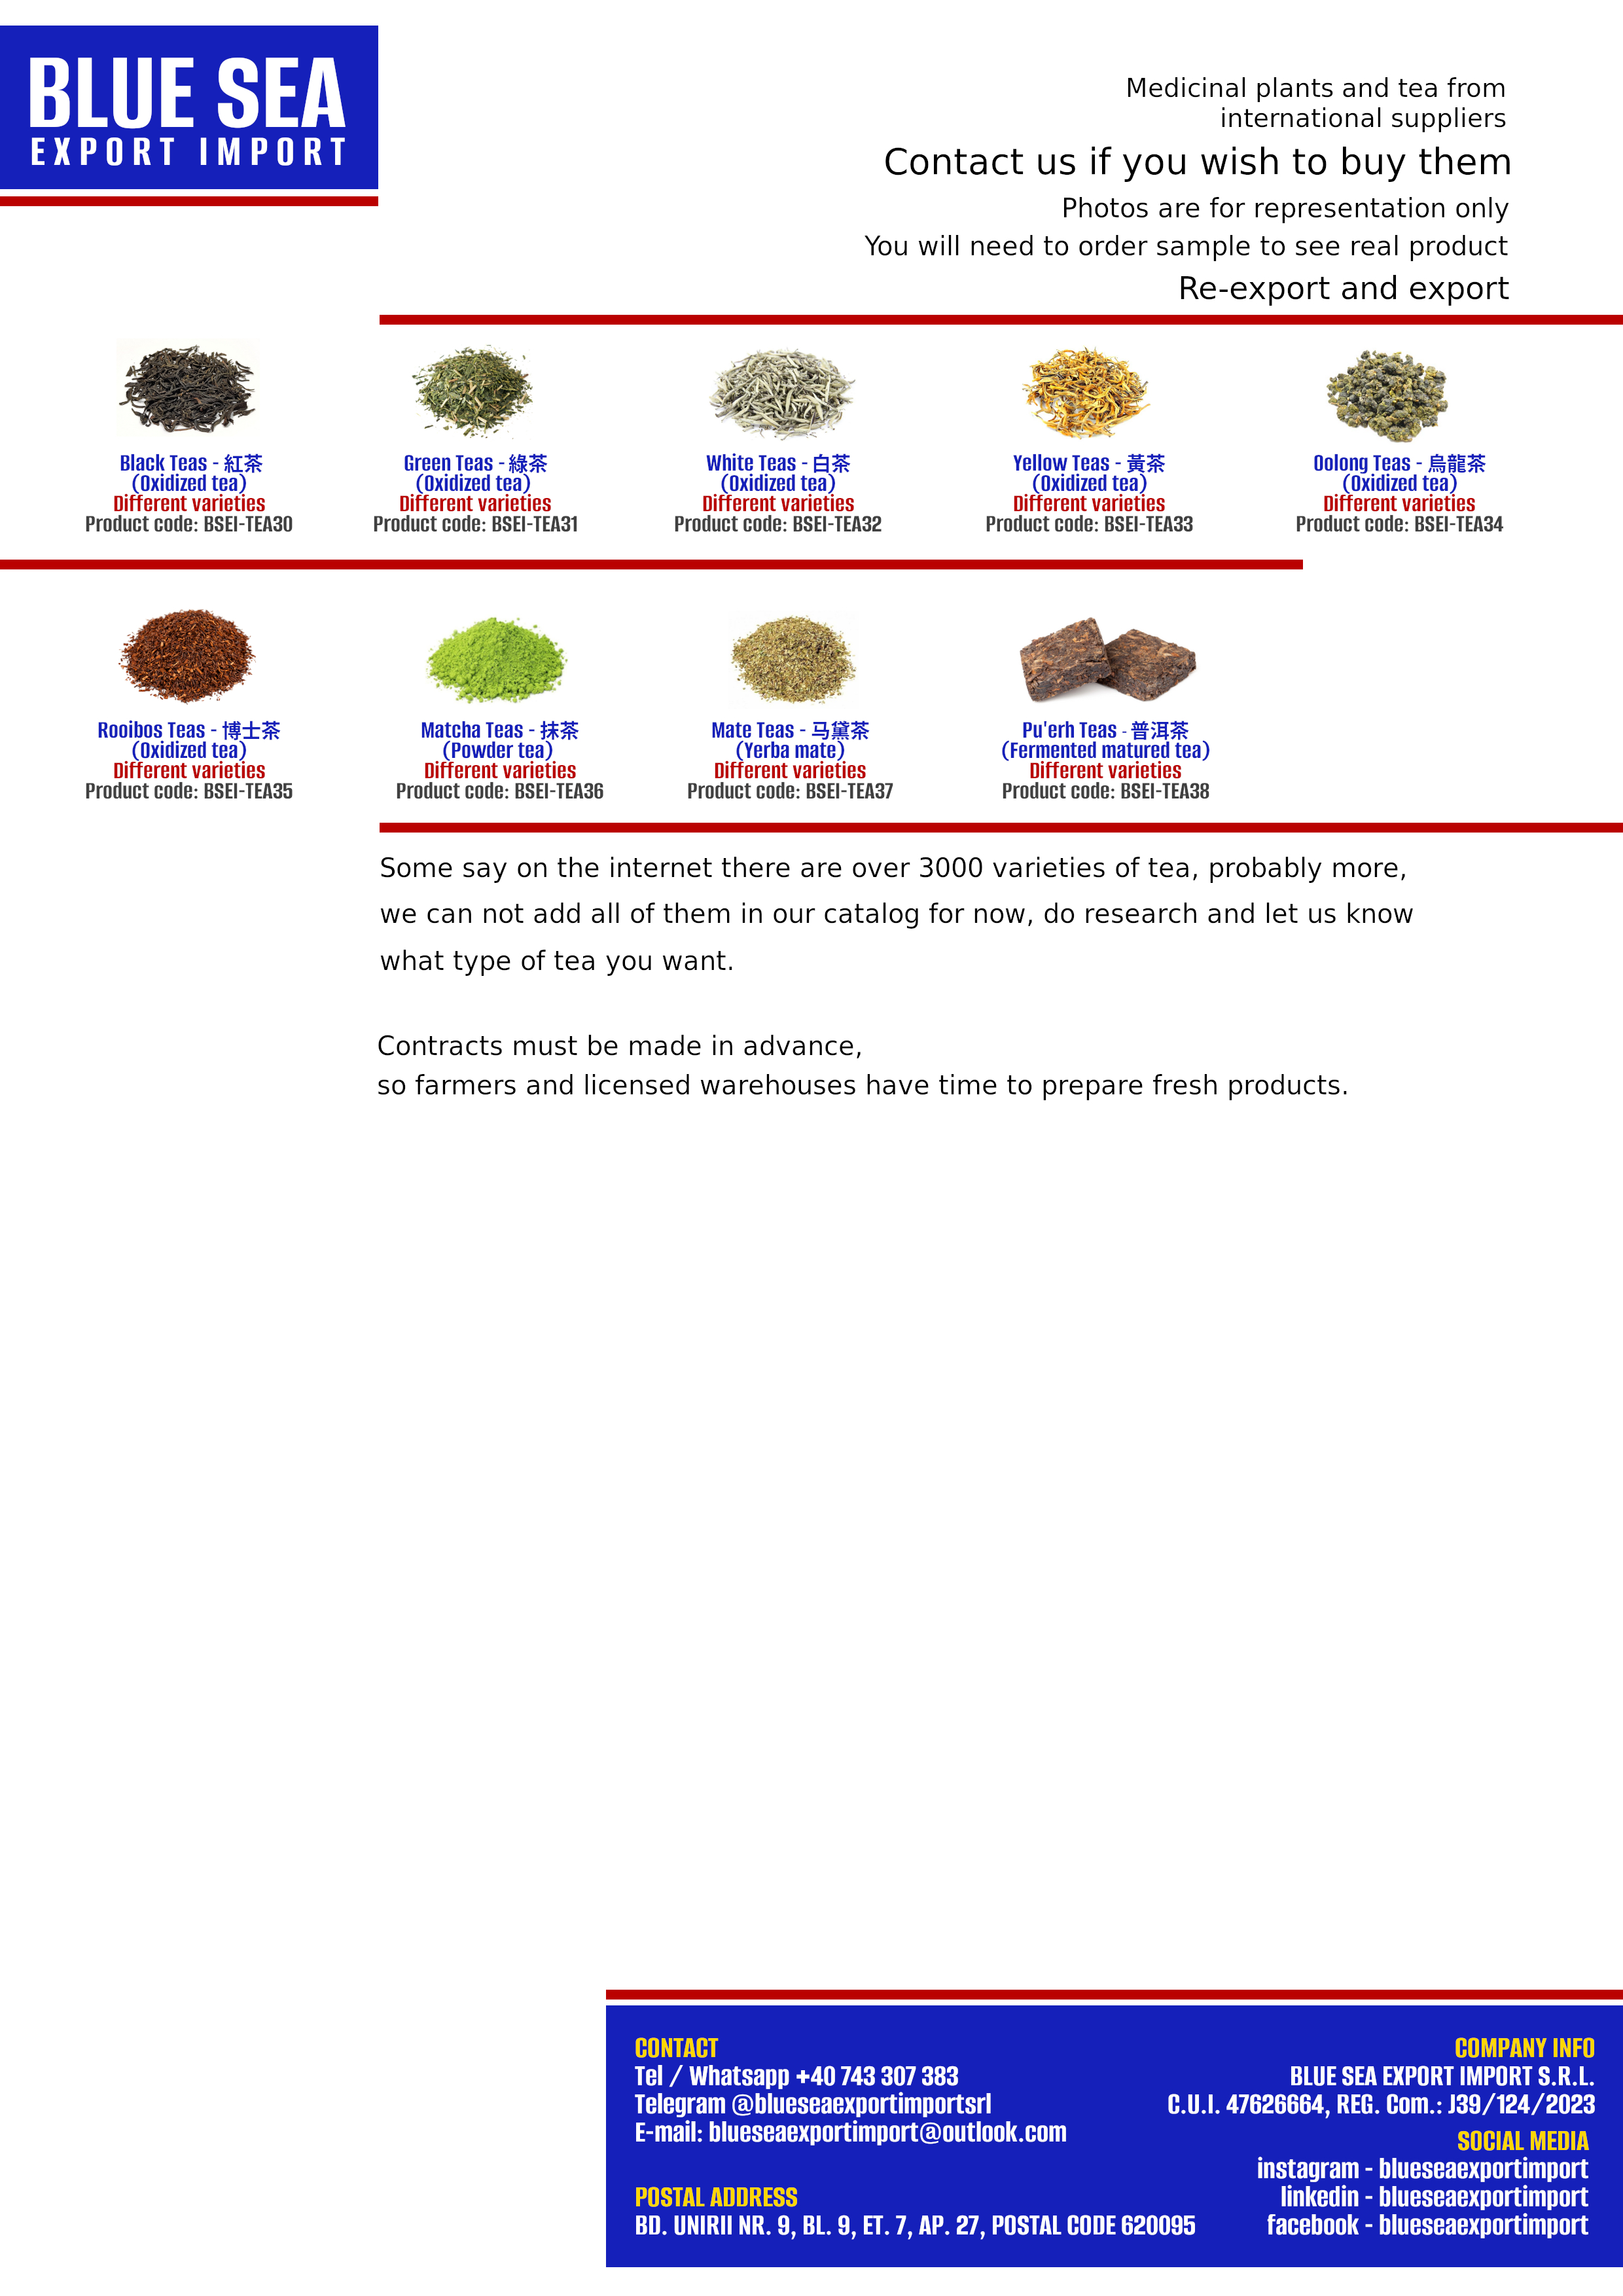 BLUE SEA
EXPORT IMPORT
Medicinal plants and tea from
international suppliers
Contact us if you wish to buy them
Photos are for representation only
You will need to order sample to see real product
Re-export and export
Black Teas - 紅茶
(Oxidized tea)
Different varieties
Product code: BSEI-TEA30
Green Teas - 綠茶
(Oxidized tea)
Different varieties
Product code: BSEI-TEA31
White Teas - 白茶
(Oxidized tea)
Different varieties
Product code: BSEI-TEA32
Yellow Teas - 黃茶
(Oxidized tea)
Different varieties
Product code: BSEI-TEA33
Oolong Teas - 烏龍茶
(Oxidized tea)
Different varieties
Product code: BSEI-TEA34
Rooibos Teas - 博士茶
(Oxidized tea)
Different varieties
Product code: BSEI-TEA35
Matcha Teas - 抹茶
(Powder tea)
Different varieties
Product code: BSEI-TEA36
Mate Teas - 马黛茶
(Yerba mate)
Different varieties
Product code: BSEI-TEA37
Pu'erh Teas - 普洱茶
(Fermented matured tea)
Different varieties
Product code: BSEI-TEA38
Some say on the internet there are over 3000 varieties of tea, probably more,
we can not add all of them in our catalog for now, do research and let us know
what type of tea you want.
Contracts must be made in advance,
so farmers and licensed warehouses have time to prepare fresh products.
CONTACT
Tel / Whatsapp +40 743 307 383
Telegram @blueseaexportimportsrl
E-mail: blueseaexportimport@outlook.com
POSTAL ADDRESS
BD. UNIRII NR. 9, BL. 9, ET. 7, AP. 27, POSTAL CODE 620095
COMPANY INFO
BLUE SEA EXPORT IMPORT S.R.L.
C.U.I. 47626664, REG. Com.: J39/124/2023
SOCIAL MEDIA
instagram - blueseaexportimport
linkedin - blueseaexportimport
facebook - blueseaexportimport